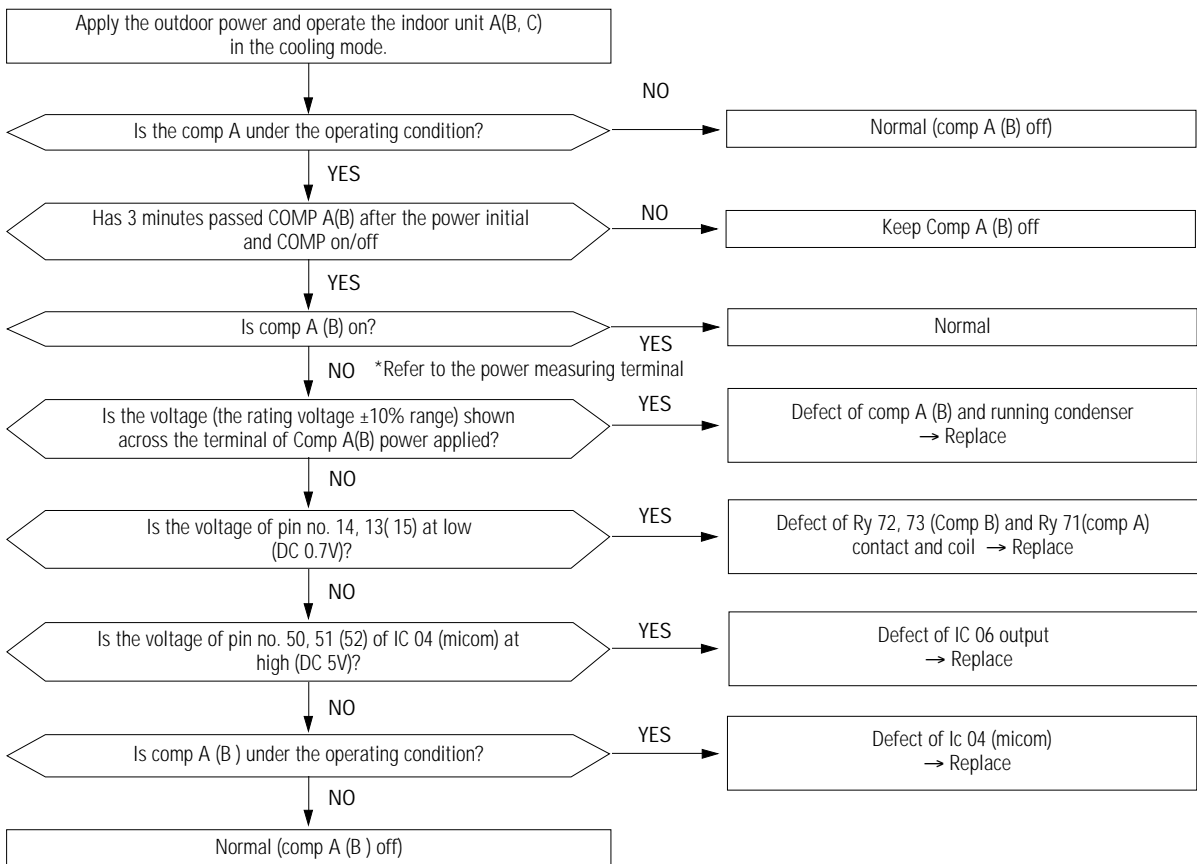 Apply the outdoor power and operate the indoor unit A(B, C)
in the cooling mode.
NO
Is the comp A under the operating condition?
Normal (comp A (B) off)
YES
Has 3 minutes passed COMP A(B) after the power initial
and COMP on/off
NO
Keep Comp A (B) off
YES
Is comp A (B) on?
YES
Normal
NO
*Refer to the power measuring terminal
Is the voltage (the rating voltage ±10% range) shown
across the terminal of Comp A(B) power applied?
YES
Defect of comp A (B) and running condenser
→ Replace
NO
Is the voltage of pin no. 14, 13( 15) at low
(DC 0.7V)?
YES
Defect of Ry 72, 73 (Comp B) and Ry 71(comp A)
contact and coil → Replace
NO
Is the voltage of pin no. 50, 51 (52) of IC 04 (micom) at
high (DC 5V)?
YES
Defect of IC 06 output
→ Replace
NO
Is comp A (B ) under the operating condition?
YES
Defect of Ic 04 (micom)
→ Replace
NO
Normal (comp A (B ) off)